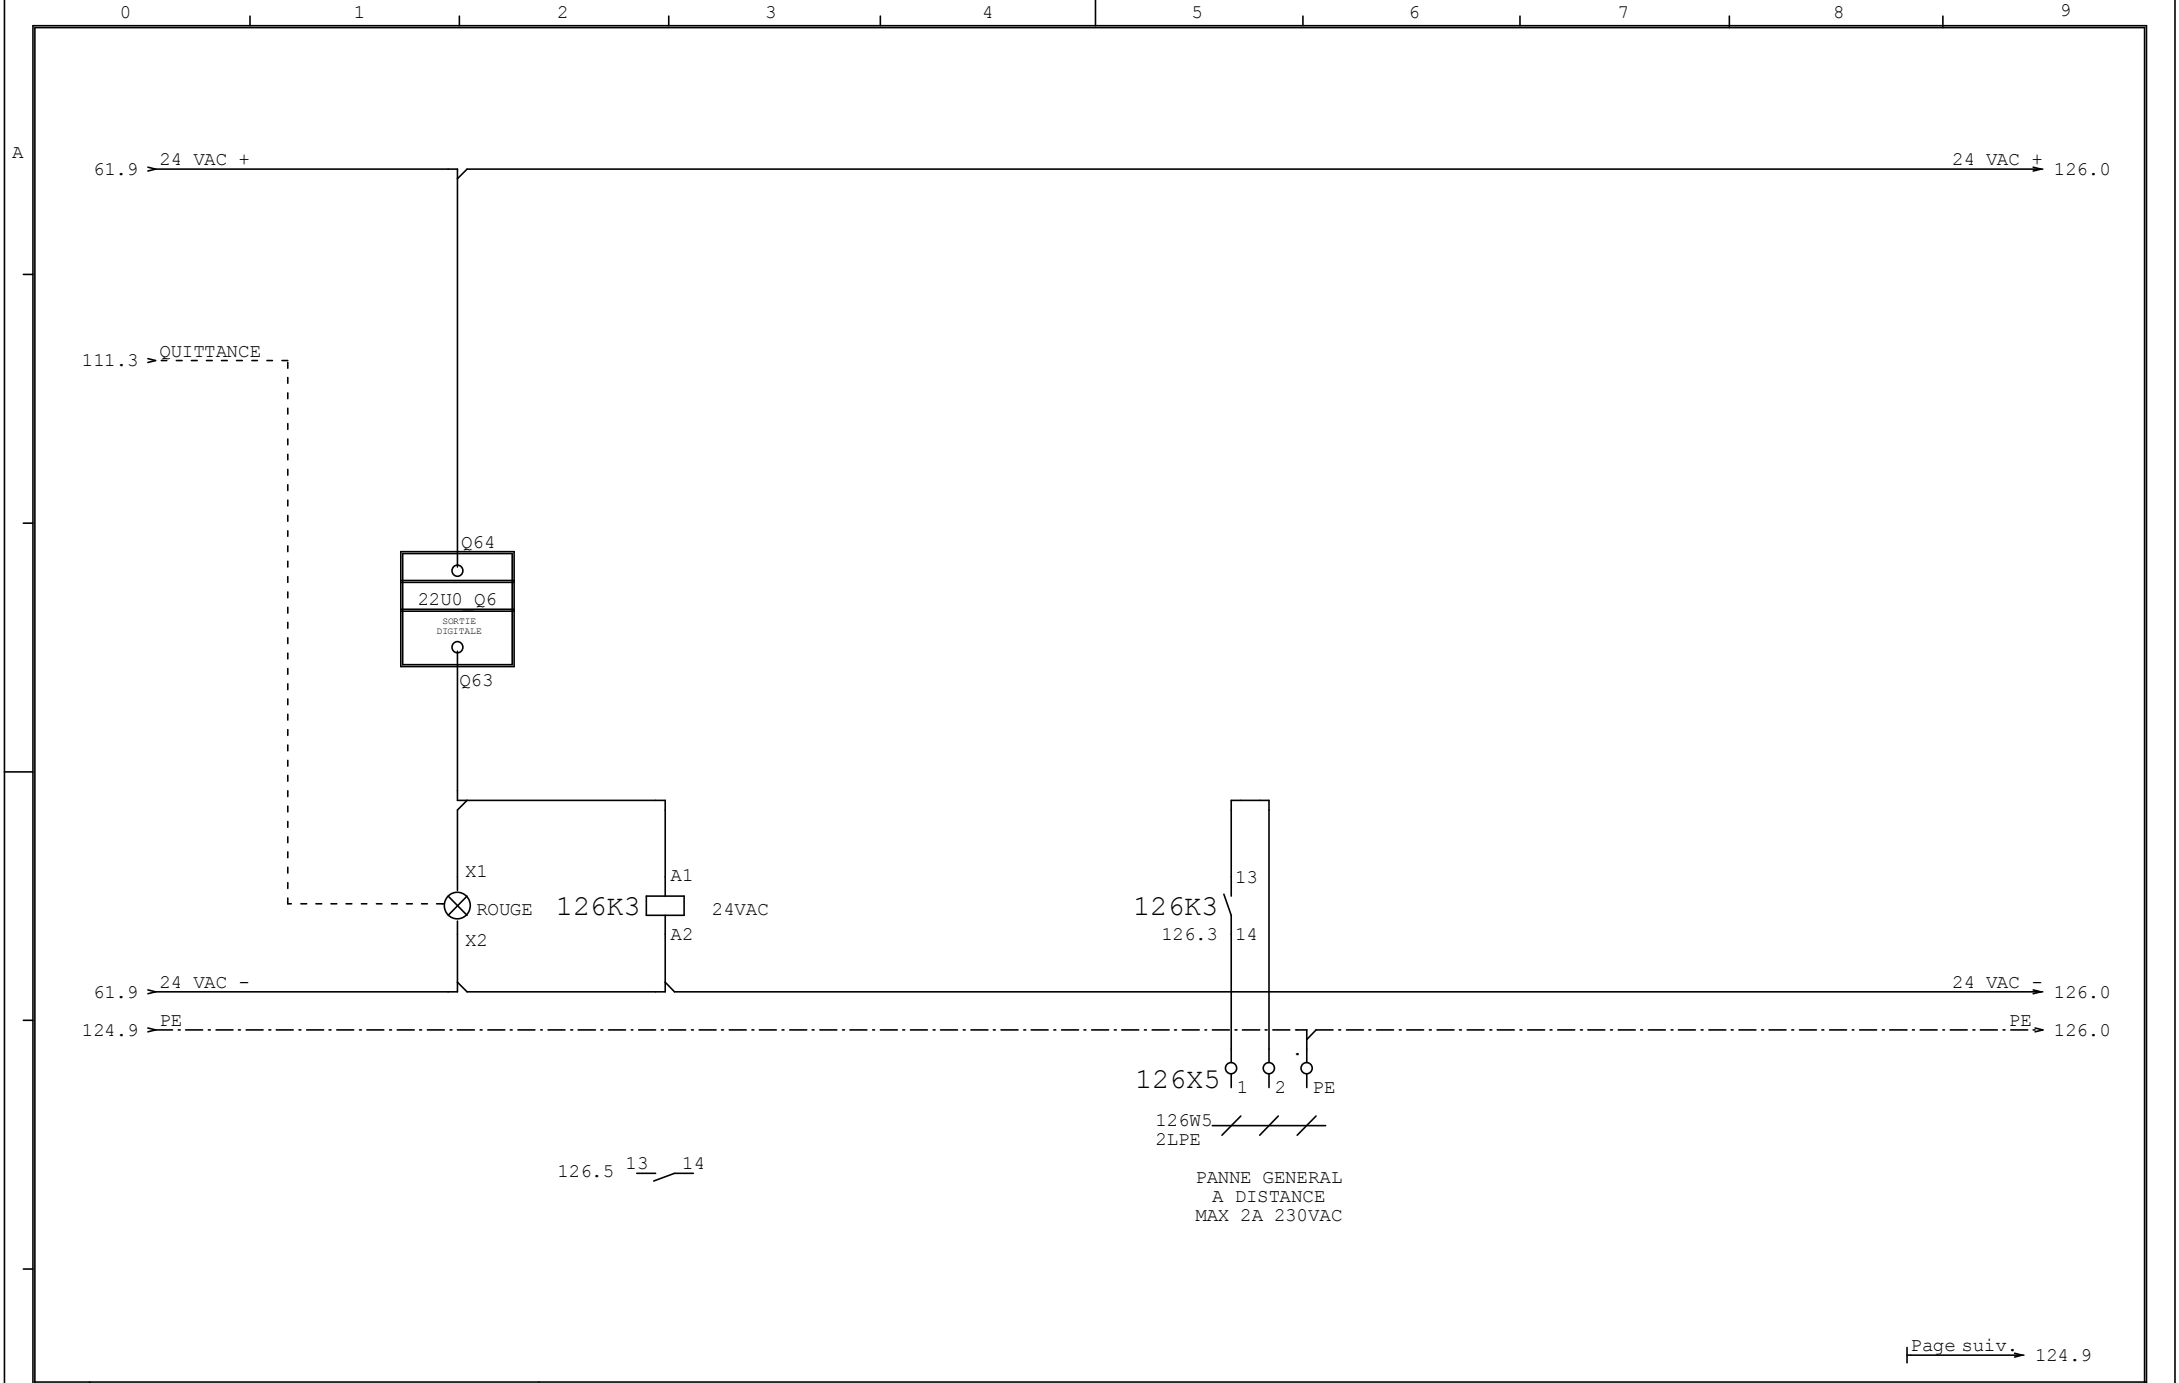 0 1 2 3 4 5 6 7 8 9
A
61.9 24 VAC + 24 VAC + 126.0
111.3 QUITTANCE
Q64
22U0 Q6
SORTIE
DIGITALE
Q63
X1 A1 13
ROUGE 126K3 24VAC 126K3
X2 A2 126.3 14
61.9 24 VAC - 24 VAC - 126.0
124.9 PE PE 126.0
126X5 1 2 PE
126W5
2LPE
126.5 13 14
PANNE GENERAL
A DISTANCE
MAX 2A 230VAC
Page suiv. 124.9